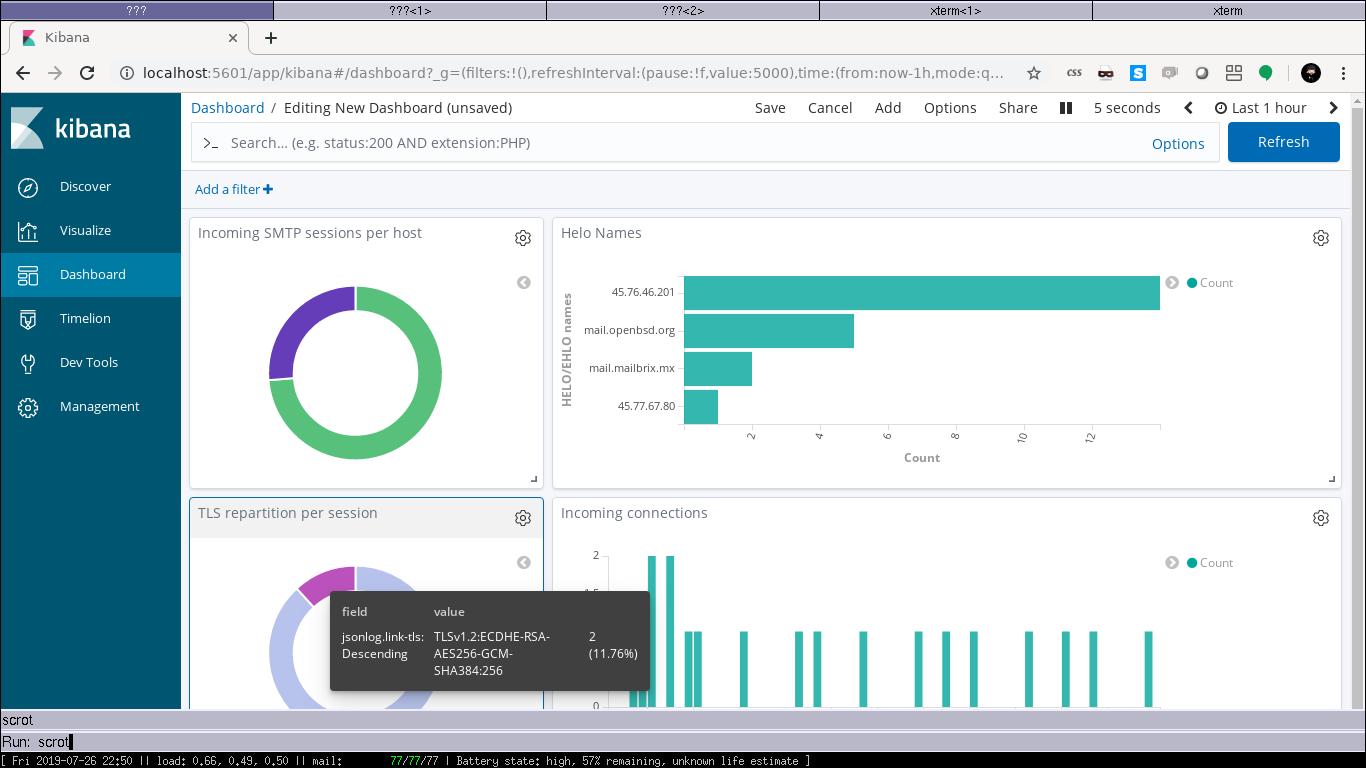 ???
???<1>
???<2>
xterm<1>
xterm
Kibana
localhost:5601/app/kibana#/dashboard?_g=(filters:!(),refreshInterval:(pause:!f,value:5000),time:(from:now-1h,mode:q...
css
S
kibana
Discover
Visualize
Dashboard
Timelion
Dev Tools
Management
Dashboard / Editing New Dashboard (unsaved)
Save
Cancel
Add
Options
Share
5 seconds
Last 1 hour
>_ Search... (e.g. status:200 AND extension:PHP)
Options
Refresh
Add a filter +
Incoming SMTP sessions per host
Helo Names
HELO/EHLO names
45.76.46.201
mail.openbsd.org
mail.mailbrix.mx
45.77.67.80
2
4
6
8
10
12
Count
Count
TLS repartition per session
field
value
jsonlog.link-tls: Descending
TLSv1.2:ECDHE-RSA-
AES256-GCM-
SHA384:256
2
(11.76%)
Incoming connections
2
0
Count
scrot
Run: scrot
[ Fri 2019-07-26 22:50 || load: 0.66, 0.49, 0.50 || mail: 77/77/77 | Battery state: high, 57% remaining, unknown life estimate ]